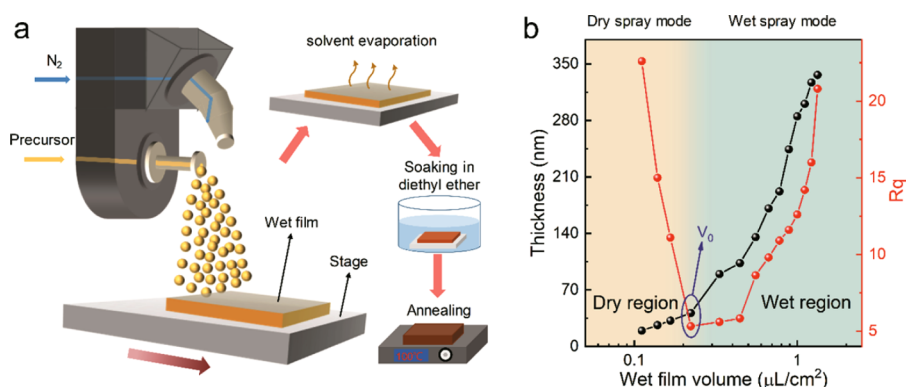 a
N2
Precursor
solvent evaporation
Soaking in
diethyl ether
Wet film
Stage
Annealing
100℃
b
Dry spray mode
Wet spray mode
350
280
210
140
70
0
Thickness (nm)
V0
Dry region
Wet region
20
15
10
5
Rq
0.1
1
Wet film volume (μL/cm²)